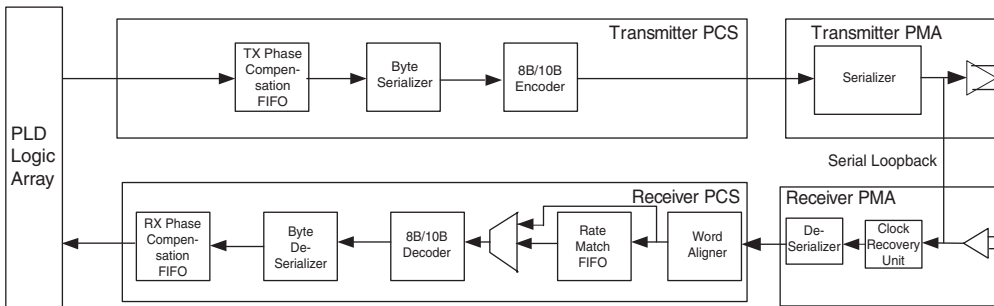 Transmitter PCS
Transmitter PMA
TX Phase
Compen-
sation
FIFO
Byte
Serializer
8B/10B
Encoder
Serializer
PLD
Logic
Array
Serial Loopback
Receiver PCS
Receiver PMA
RX Phase
Compen-
sation
FIFO
Byte
De-
Serializer
8B/10B
Decoder
Rate
Match
FIFO
Word
Aligner
De-
Serializer
Clock
Recovery
Unit